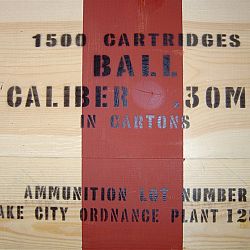 1500 CARTRIDGES
BALL
CALIBER .30M
IN CARTONS
AMMUNITION LOT NUMBER
AKE CITY ORDNANCE PLANT 12